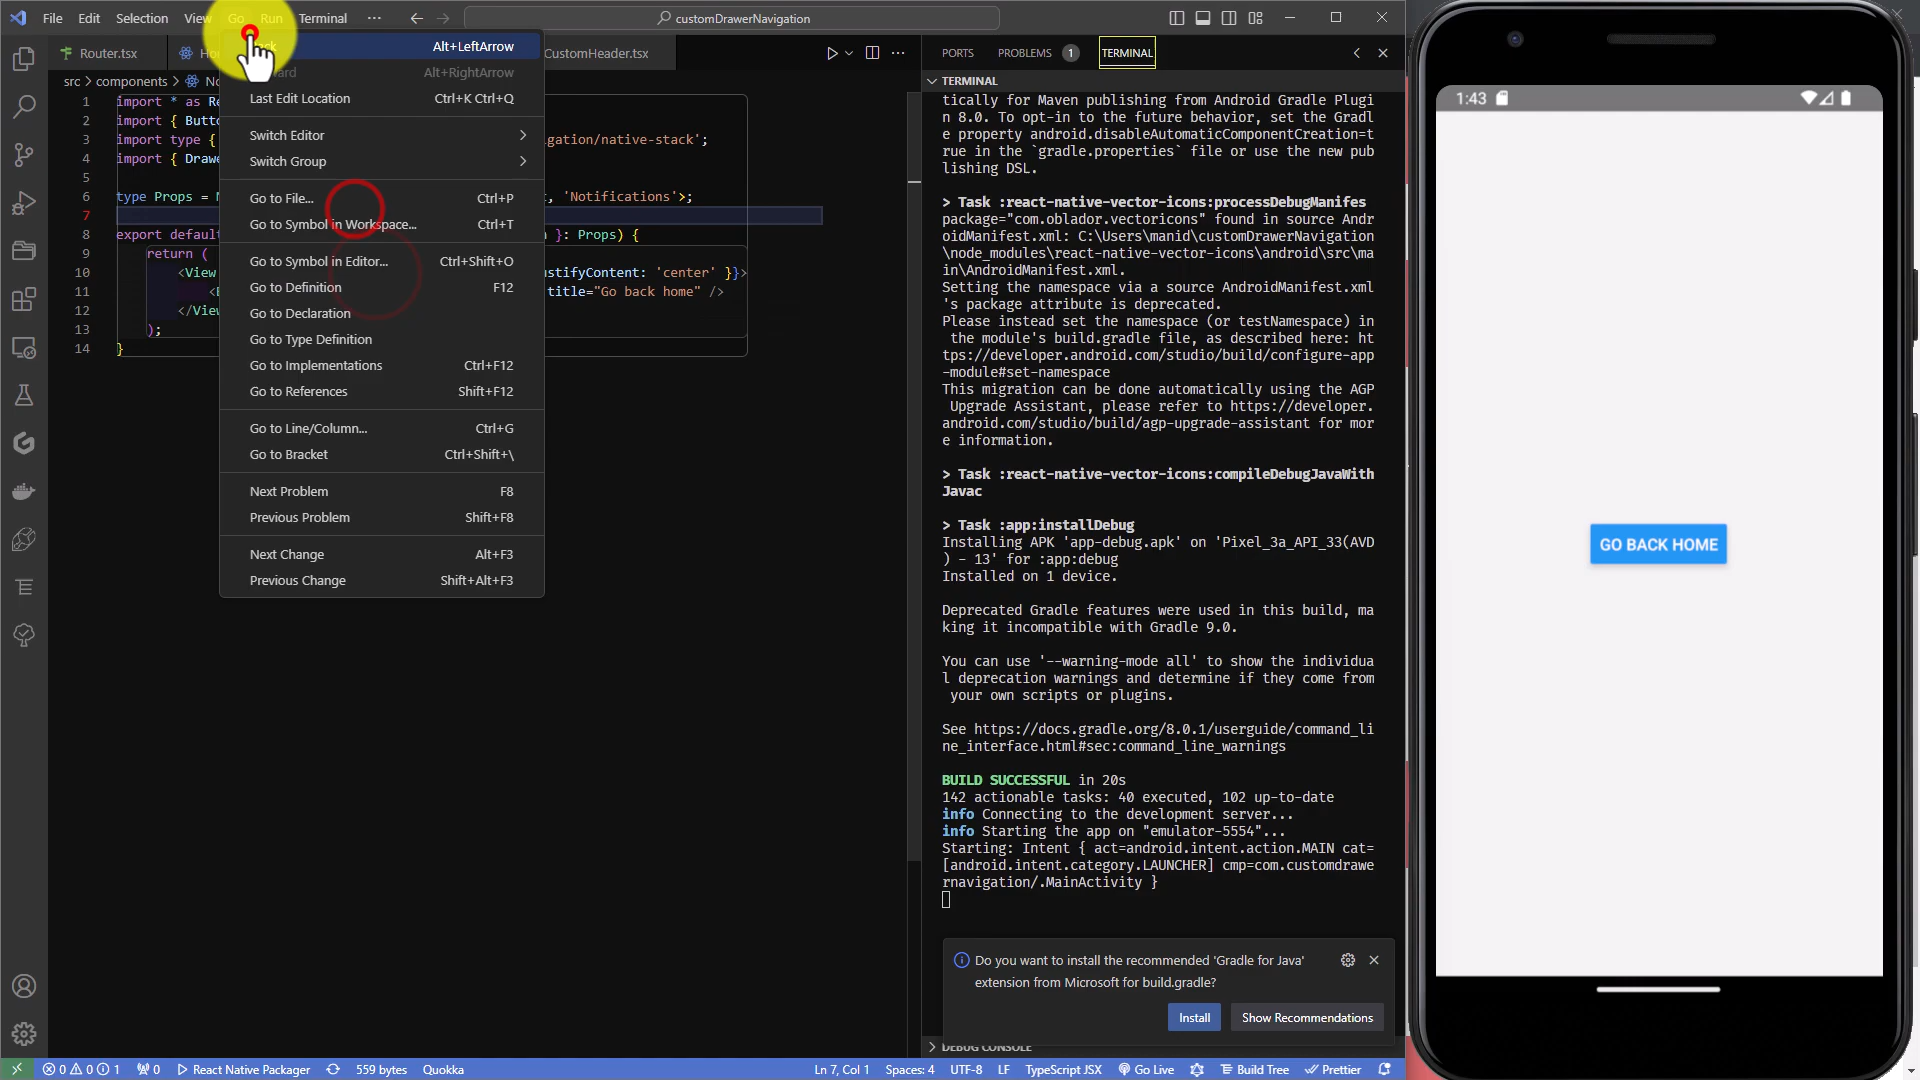 File Edit Selection View Go Run Terminal ··· customDrawerNavigation
Router.tsx
CustomHeader.tsx
src > components >
Alt+LeftArrow
Alt+RightArrow
Last Edit Location Ctrl+K Ctrl+Q
Switch Editor
Switch Group
Go to File... Ctrl+P
Go to Symbol in Workspace... Ctrl+T
Go to Symbol in Editor... Ctrl+Shift+O
Go to Definition F12
Go to Declaration
Go to Type Definition
Go to Implementations Ctrl+F12
Go to References Shift+F12
Go to Line/Column... Ctrl+G
Go to Bracket Ctrl+Shift+\
Next Problem F8
Previous Problem Shift+F8
Next Change Alt+F3
Previous Change Shift+Alt+F3
1 import * as
2 import {
3 import type { igation/native-stack';
4 import {
5
6 type Props = , 'Notifications'>;
7
8 export }: Props) {
9 return (
10 <View ustifyContent: 'center' }}>
11 title="Go back home" />
12
13 );
14 }
PORTS PROBLEMS 1 TERMINAL
TERMINAL
tically for Maven publishing from Android Gradle Plugi
n 8.0. To opt-in to the future behavior, set the Gradl
e property android.disableAutomaticComponentCreation=t
rue in the `gradle.properties` file or use the new pub
lishing DSL.
> Task :react-native-vector-icons:processDebugManifes
package="com.oblador.vectoricons" found in source Andr
oidManifest.xml: C:\Users\manid\customDrawerNavigation
\node_modules\react-native-vector-icons\android\src\ma
in\AndroidManifest.xml.
Setting the namespace via a source AndroidManifest.xml
's package attribute is deprecated.
Please instead set the namespace (or testNamespace) in
the module's build.gradle file, as described here: ht
tps://developer.android.com/studio/build/configure-app
-module#set-namespace
This migration can be done automatically using the AGP
Upgrade Assistant, please refer to https://developer.
android.com/studio/build/agp-upgrade-assistant for mor
e information.
> Task :react-native-vector-icons:compileDebugJavaWith
Javac
> Task :app:installDebug
Installing APK 'app-debug.apk' on 'Pixel_3a_API_33(AVD
) - 13' for :app:debug
Installed on 1 device.
Deprecated Gradle features were used in this build, ma
king it incompatible with Gradle 9.0.
You can use '--warning-mode all' to show the individua
l deprecation warnings and determine if they come from
your own scripts or plugins.
See https://docs.gradle.org/8.0.1/userguide/command_li
ne_interface.html#sec:command_line_warnings
BUILD SUCCESSFUL in 20s
142 actionable tasks: 40 executed, 102 up-to-date
info Connecting to the development server...
info Starting the app on "emulator-5554"...
Starting: Intent { act=android.intent.action.MAIN cat=
[android.intent.category.LAUNCHER] cmp=com.customdrawe
rnavigation/.MainActivity }
Do you want to install the recommended 'Gradle for Java'
extension from Microsoft for build.gradle?
Install Show Recommendations
DEBUG CONSOLE
0 0 1 0 React Native Packager 559 bytes Quokka Ln 7, Col 1 Spaces: 4 UTF-8 LF TypeScript JSX Go Live Build Tree Prettier
1:43
GO BACK HOME